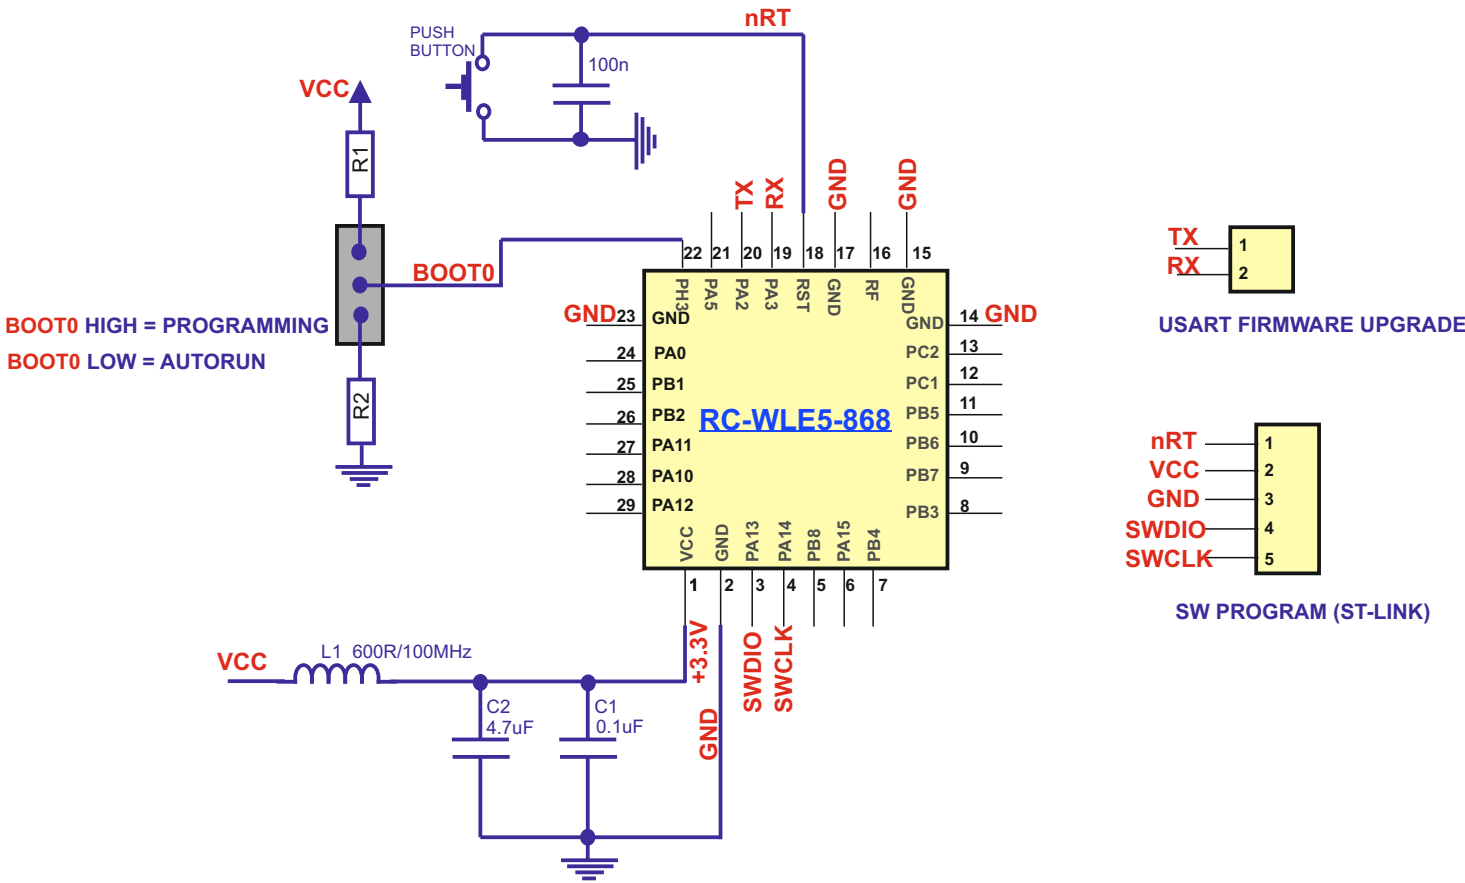 nRT
PUSH
BUTTON
100n
VCC
R1
BOOT0
BOOT0 HIGH = PROGRAMMING
BOOT0 LOW = AUTORUN
R2
TX
RX
GND
GND
22
21
20
19
18
17
16
15
PH3
PA5
PA2
PA3
RST
GND
RF
GND
GND 23 GND
24 PA0
25 PB1
26 PB2
27 PA11
28 PA10
29 PA12
RC-WLE5-868
GND 14 GND
PC2 13
PC1 12
PB5 11
PB6 10
PB7 9
PB3 8
VCC
GND
PA13
PA14
PB8
PA15
PB4
1
2
3
4
5
6
7
+3.3V
GND
SWDIO
SWCLK
VCC
L1 600R/100MHz
C2
4.7uF
C1
0.1uF
TX 1
RX 2
USART FIRMWARE UPGRADE
nRT 1
VCC 2
GND 3
SWDIO 4
SWCLK 5
SW PROGRAM (ST-LINK)